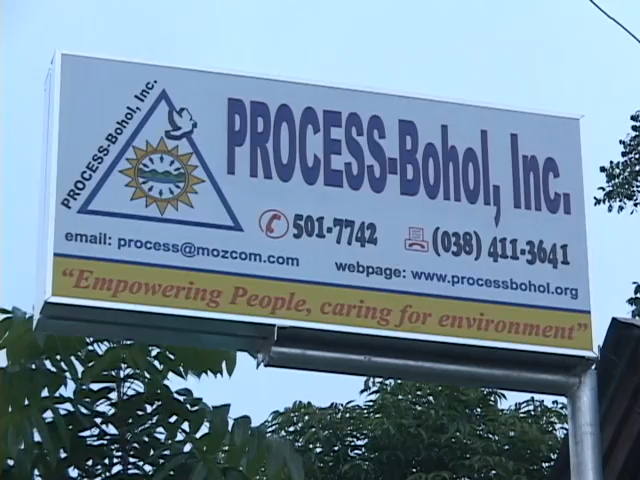 PROCESS-Bohol, Inc.
PROCESS-Bohol, Inc.
501-7742 (038) 411-3641
email: process@mozcom.com
webpage: www.processbohol.org
“Empowering People, caring for environment”